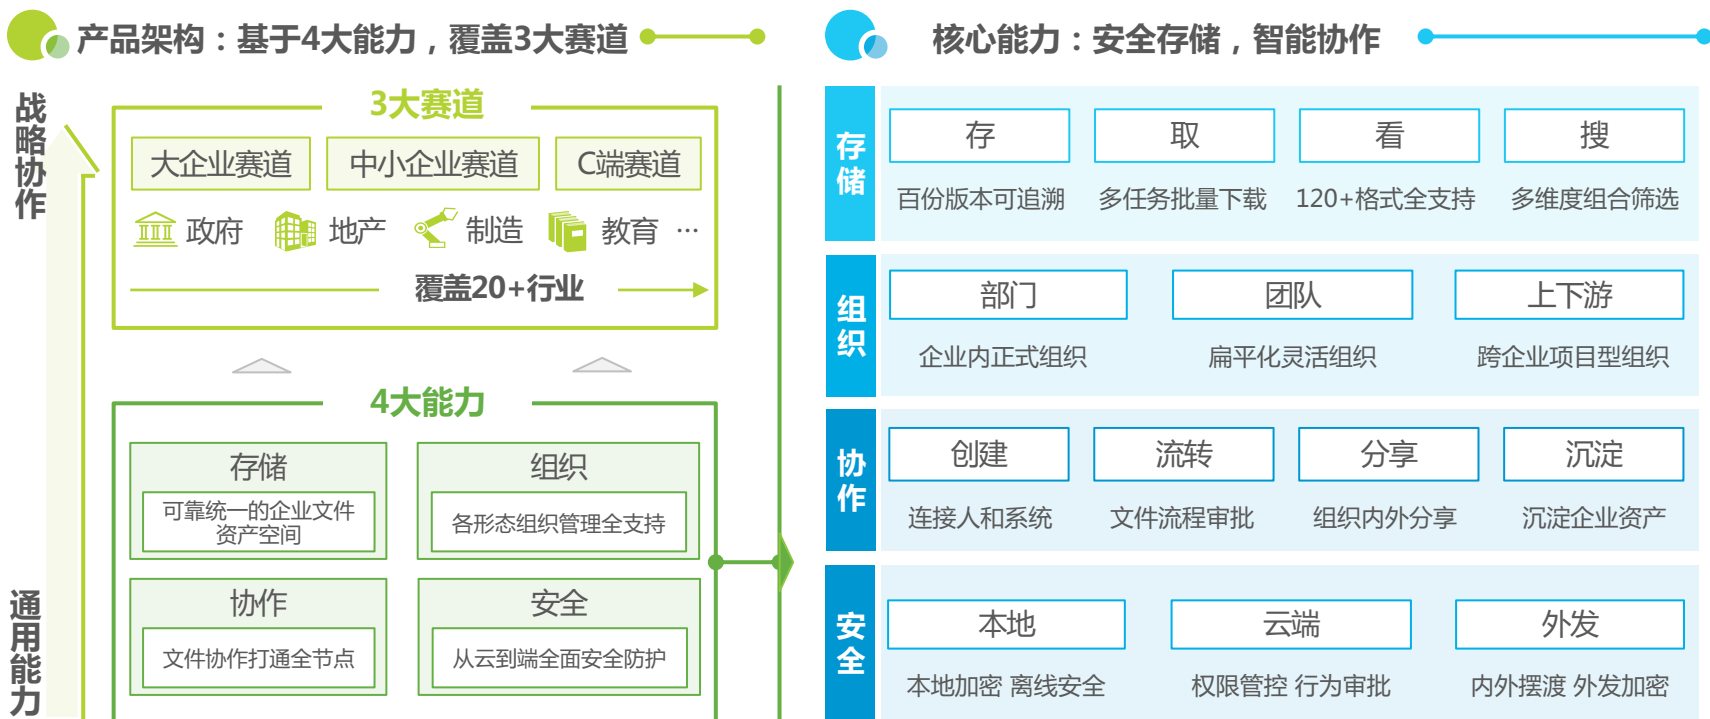 产品架构：基于4大能力，覆盖3大赛道
战略协作
3大赛道
大企业赛道
中小企业赛道
C端赛道
政府
地产
制造
教育
…
覆盖20+行业
4大能力
存储
可靠统一的企业文件
资产空间
组织
各形态组织管理全支持
协作
文件协作打通全节点
安全
从云到端全面安全防护
通用能力
核心能力：安全存储，智能协作
存储
存
取
看
搜
百份版本可追溯
多任务批量下载
120+格式全支持
多维度组合筛选
组织
部门
团队
上下游
企业内正式组织
扁平化灵活组织
跨企业项目型组织
协作
创建
流转
分享
沉淀
连接人和系统
文件流程审批
组织内外分享
沉淀企业资产
安全
本地
云端
外发
本地加密 离线安全
权限管控 行为审批
内外摆渡 外发加密